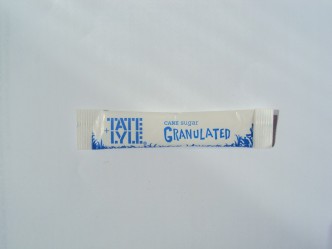 TATE
LYLE
CANE sugar
GRANULATED